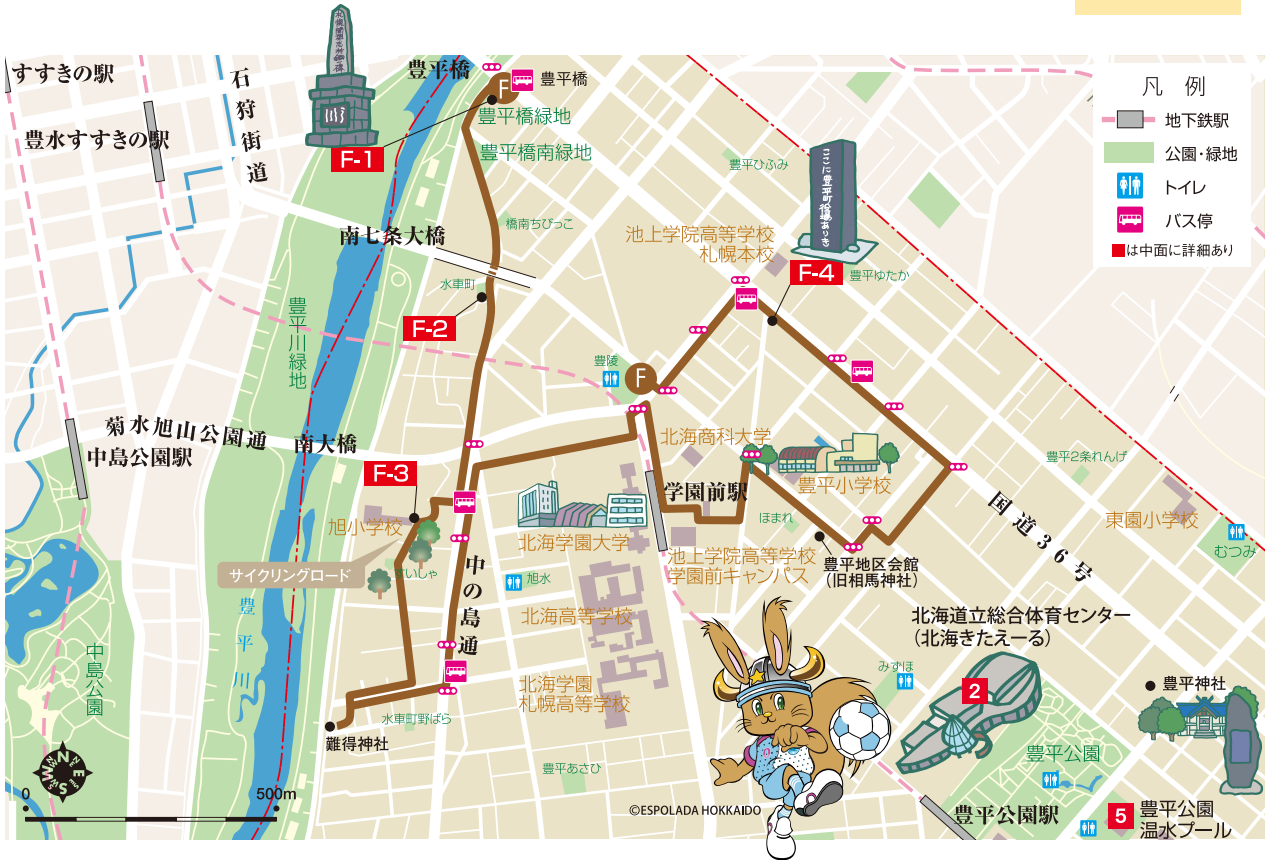 すすきの駅
豊水すすきの駅
石狩街道
豊平橋
F
豊平橋
豊平橋緑地
豊平橋南緑地
F-1
凡 例
地下鉄駅
公園・緑地
トイレ
バス停
■は中面に詳細あり
豊平ひふみ
ここに豊平町役場ありき
橋南ちびっこ
南七条大橋
池上学院高等学校
札幌本校
F-4
豊平ゆたか
水車町
F-2
豊平川緑地
豊陵
F
菊水旭山公園通
南大橋
中島公園駅
F-3
北海商科大学
豊平小学校
学園前駅
ほまれ
豊平2条れんげ
東園小学校
むつみ
国道36号
旭小学校
サイクリングロード
すいしゃ
北海学園大学
旭水
中の島通
池上学院高等学校
学園前キャンパス
豊平地区会館
(旧相馬神社)
北海高等学校
北海学園
札幌高等学校
豊平川
中島公園
水車町野ばら
難得神社
豊平あさひ
北海道立総合体育センター
(北海きたえーる)
みずほ
2
豊平神社
豊平公園
豊平公園駅
5
豊平公園
温水プール
©ESPOLADA HOKKAIDO
N
E
S
W
0
500m